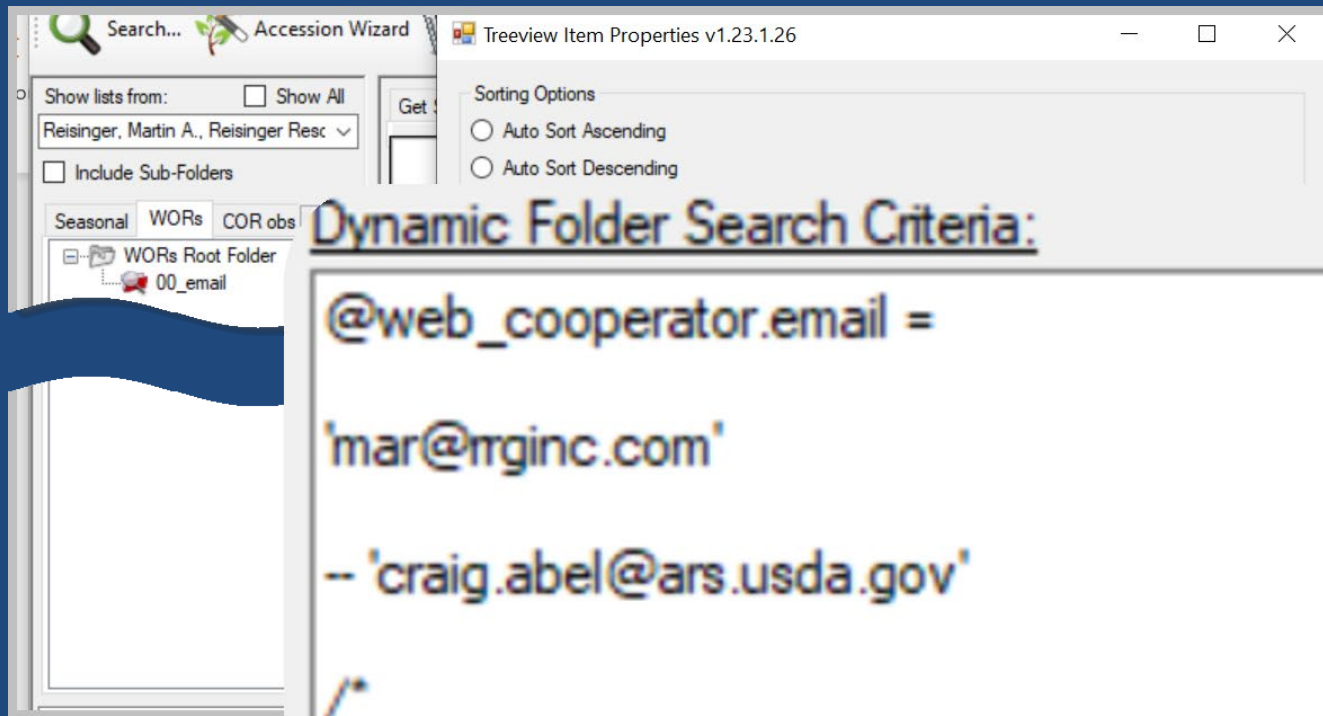 Search... Accession Wizard
Treeview Item Properties v1.23.1.26
Show lists from: Show All
Reisinger, Martin A., Reisinger Resc
Include Sub-Folders
Get
Sorting Options
Auto Sort Ascending
Auto Sort Descending
Seasonal WORs COR obs
WORs Root Folder
00_email
Dynamic Folder Search Criteria:
@web_cooperator.email =
'mar@rrginc.com'
-- 'craig.abel@ars.usda.gov'
/*